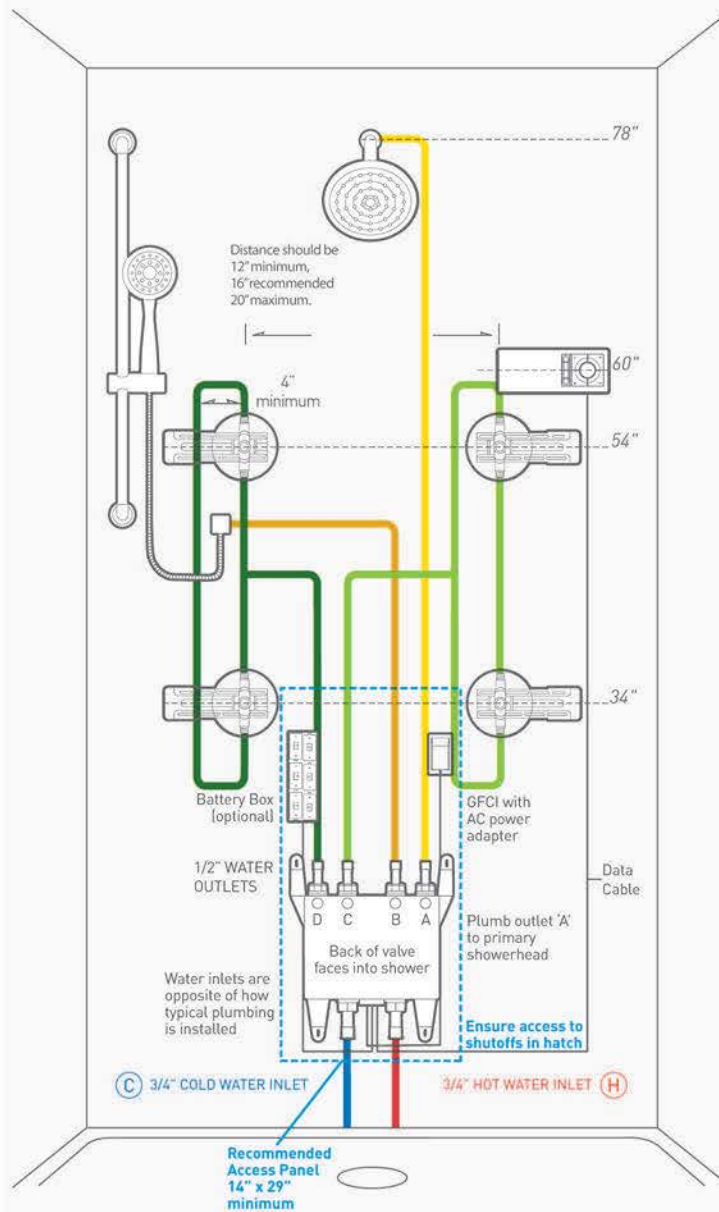 78"
Distance should be
12" minimum,
16" recommended
20" maximum.
60"
4"
minimum
54"
34"
Battery Box
(optional)
GFCI with
AC power
adapter
1/2" WATER
OUTLETS
Data
Cable
D C B A
Plumb outlet 'A'
to primary
showerhead
Back of valve
faces into shower
Water inlets are
opposite of how
typical plumbing
is installed
Ensure access to
shutoffs in hatch
C 3/4" COLD WATER INLET
3/4" HOT WATER INLET H
Recommended
Access Panel
14" x 29"
minimum